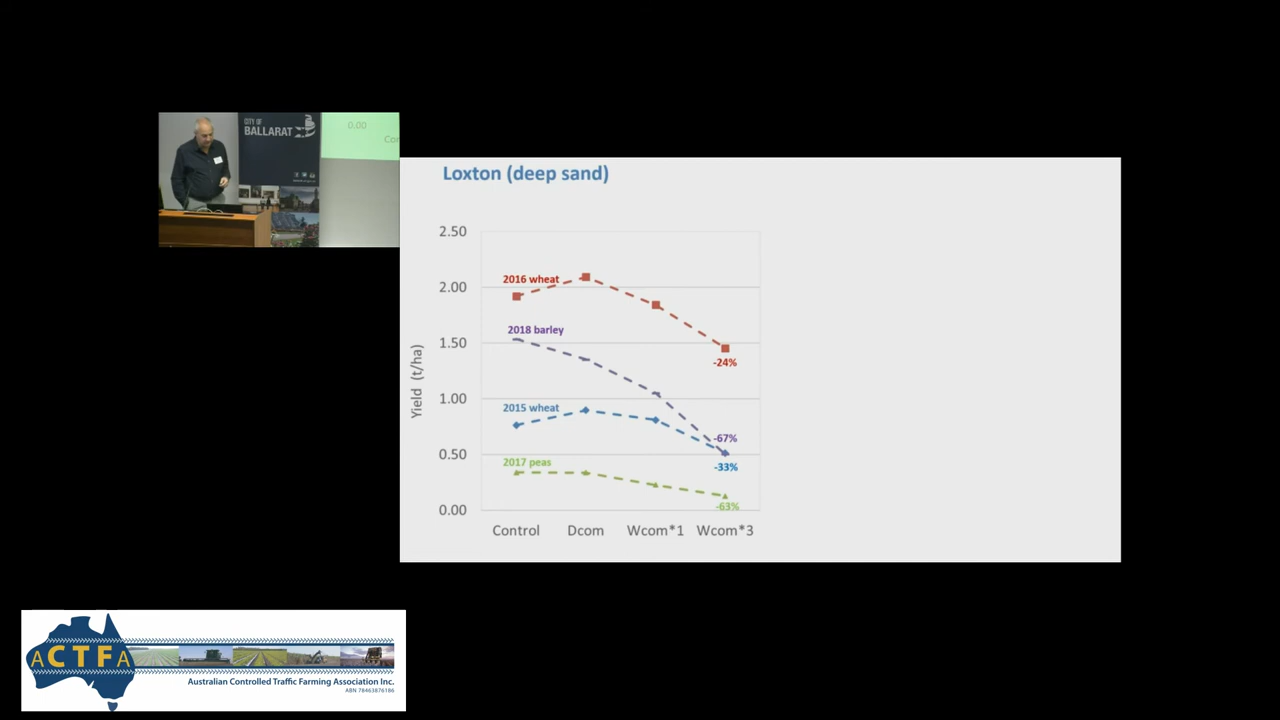 CITY OF
BALLARAT
0.00
Loxton (deep sand)
Yield (t/ha)
2.50
2.00
1.50
1.00
0.50
0.00
2016 wheat
-24%
2018 barley
-67%
2015 wheat
-33%
2017 peas
-63%
Control
Dcom
Wcom*1
Wcom*3
ACTFA
Australian Controlled Traffic Farming Association Inc.
ABN 78463876186